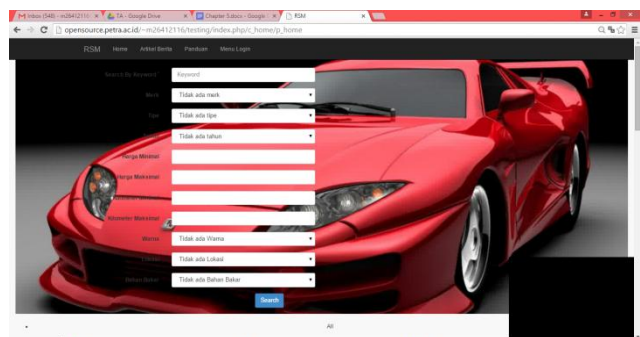 Inbox (548) - m26412116
TA - Google Drive
Chapter 5.docx - Google
RSM
opensource.petra.ac.id/~m26412116/testing/index.php/c_home/p_home
RSM Home Artikel Berita Panduan Menu Login
Search By Keyword Keyword
Merk Tidak ada merk
Tipe Tidak ada tipe
Tidak ada tahun
Harga Minimal
Harga Maksimal
Kilometer Maksimal
Warna Tidak ada Warna
Lokasi Tidak ada Lokasi
Bahan Bakar Tidak ada Bahan Bakar
Search
All